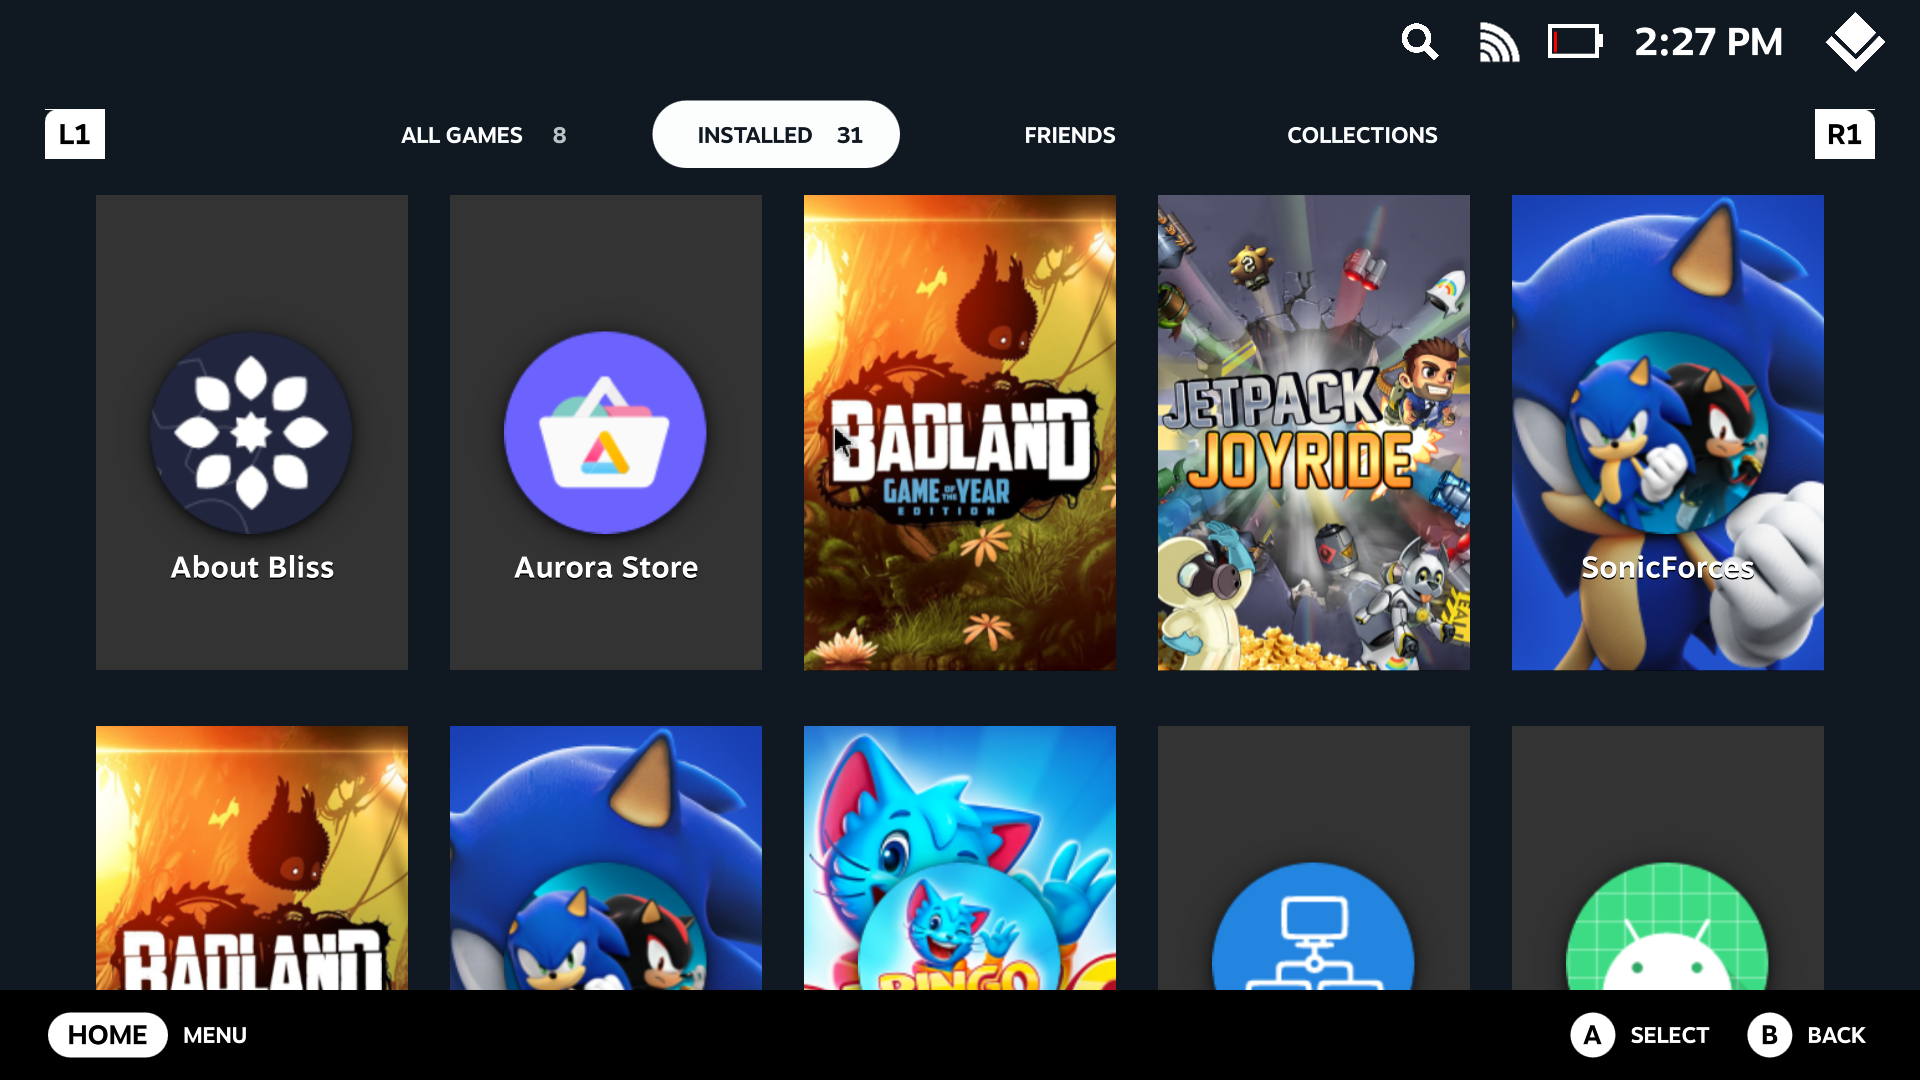 2:27 PM
L1
ALL GAMES 8
INSTALLED 31
FRIENDS
COLLECTIONS
R1
About Bliss
Aurora Store
BADLAND
GAME OF THE YEAR
EDITION
JETPACK
JOYRIDE
SonicForces
BADLAND
BINGO
HOME MENU
A SELECT
B BACK